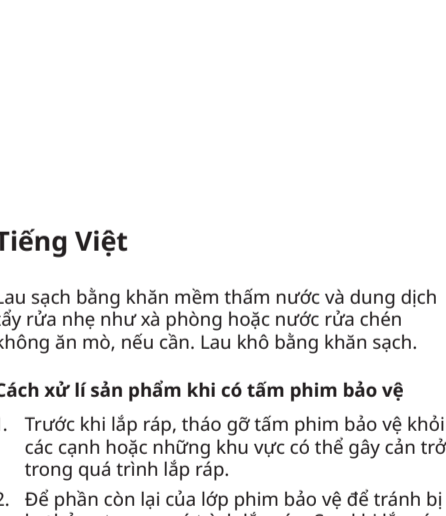 Tiếng Việt
Lau sạch bằng khăn mềm thấm nước và dung dịch
tẩy rửa nhẹ như xà phòng hoặc nước rửa chén
không ăn mò, nếu cần. Lau khô bằng khăn sạch.
Cách xử lí sản phẩm khi có tấm phim bảo vệ
1. Trước khi lắp ráp, tháo gỡ tấm phim bảo vệ khỏi
các cạnh hoặc những khu vực có thể gây cản trở
trong quá trình lắp ráp.
2. Để phần còn lại của lớp phim bảo vệ để tránh bị